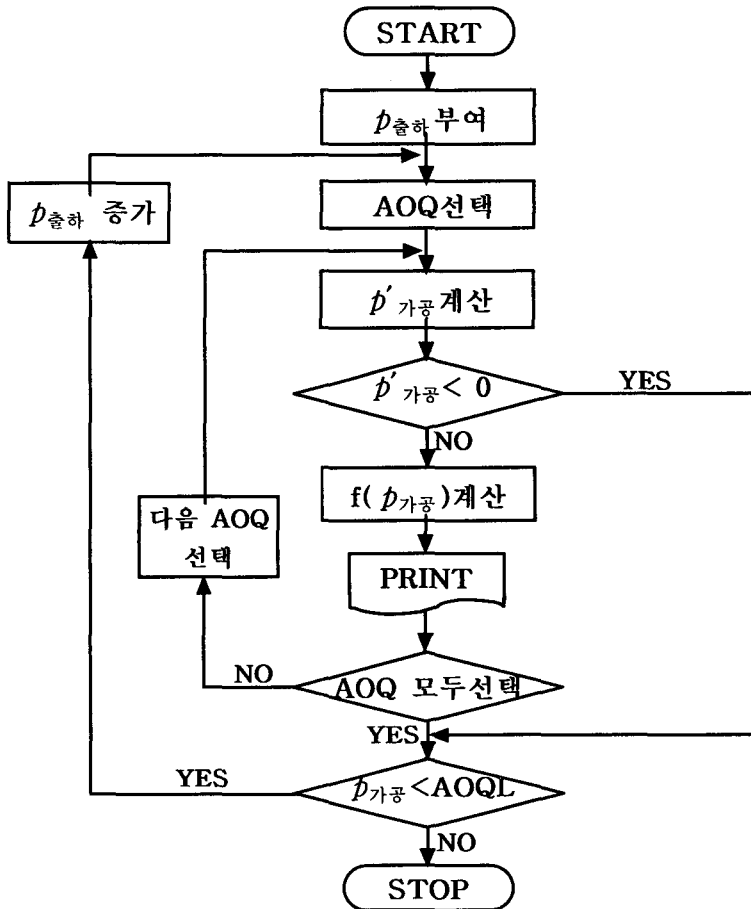 START
p출하 부여
p출하 증가
AOQ선택
p′가공 계산
p′가공 < 0
YES
NO
f( p가공 )계산
다음 AOQ
선택
PRINT
NO
AOQ 모두선택
YES
YES
p가공 <AOQL
NO
STOP